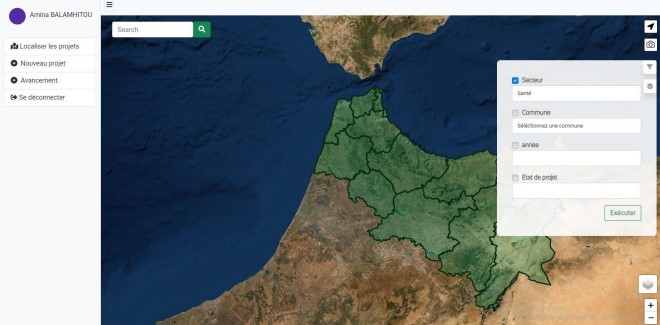 Amina BALAMHITOU
Localiser les projets
Nouveau projet
Avancement
Se déconnecter
Search
Secteur
Santé
Commune
Séléctionnez une commune
annee
Etat de projet
Exécuter
+
−